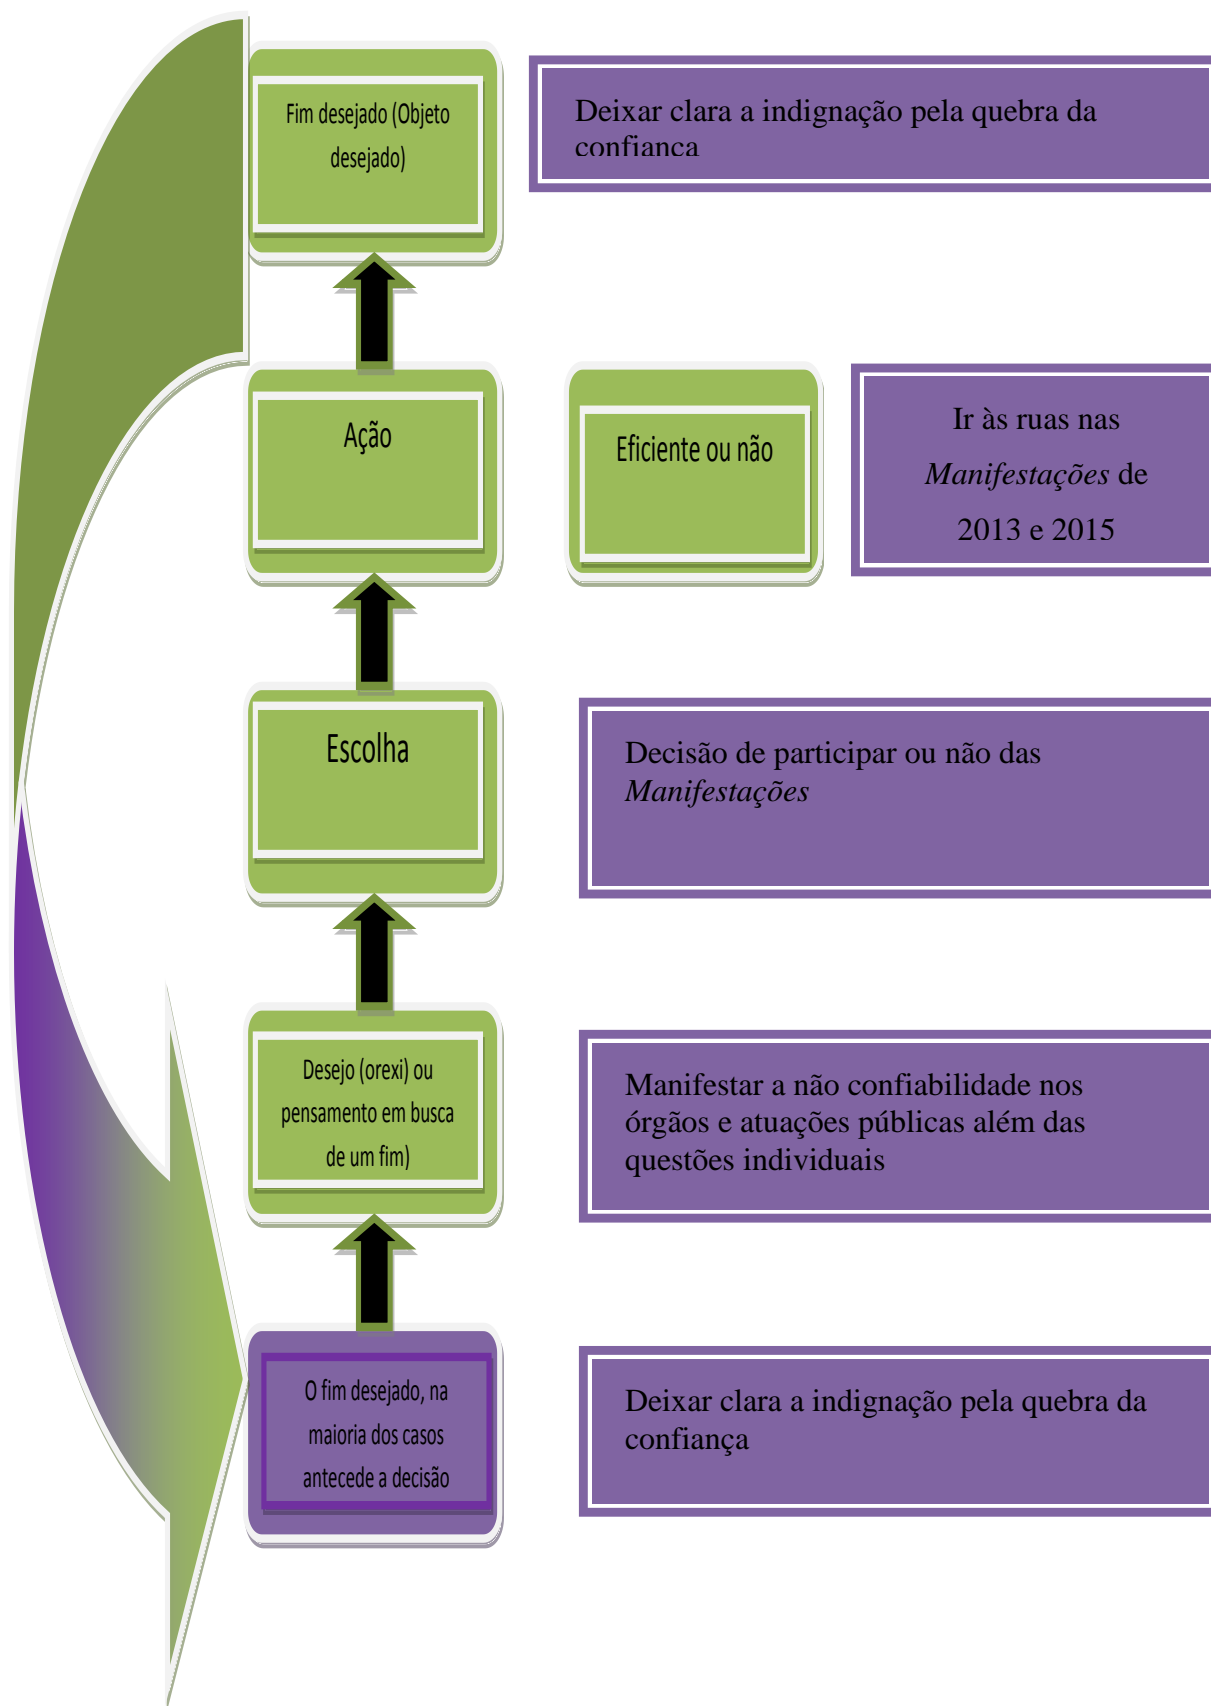 Fim desejado (Objeto
desejado)
Deixar clara a indignação pela quebra da
confianca
Ação
Eficiente ou não
Ir às ruas nas
Manifestações de
2013 e 2015
Escolha
Decisão de participar ou não das
Manifestações
Desejo (orexi) ou
pensamento em busca
de um fim)
Manifestar a não confiabilidade nos
órgãos e atuações públicas além das
questões individuais
O fim desejado, na
maioria dos casos
antecede a decisão
Deixar clara a indignação pela quebra da
confiança